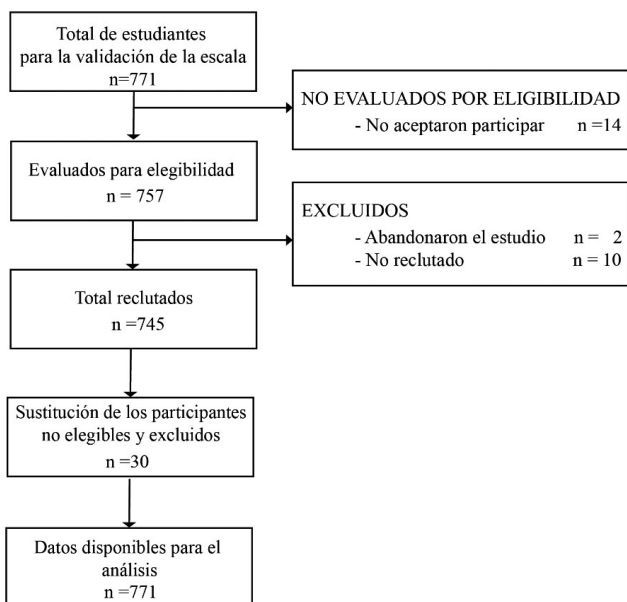 Total de estudiantes
para la validación de la escala
n=771
NO EVALUADOS POR ELIGIBILIDAD
- No aceptaron participar n =14
Evaluados para elegibilidad
n = 757
EXCLUIDOS
- Abandonaron el estudio n = 2
- No reclutado n = 10
Total reclutados
n =745
Sustitución de los participantes
no elegibles y excluidos
n =30
Datos disponibles para el
análisis
n =771